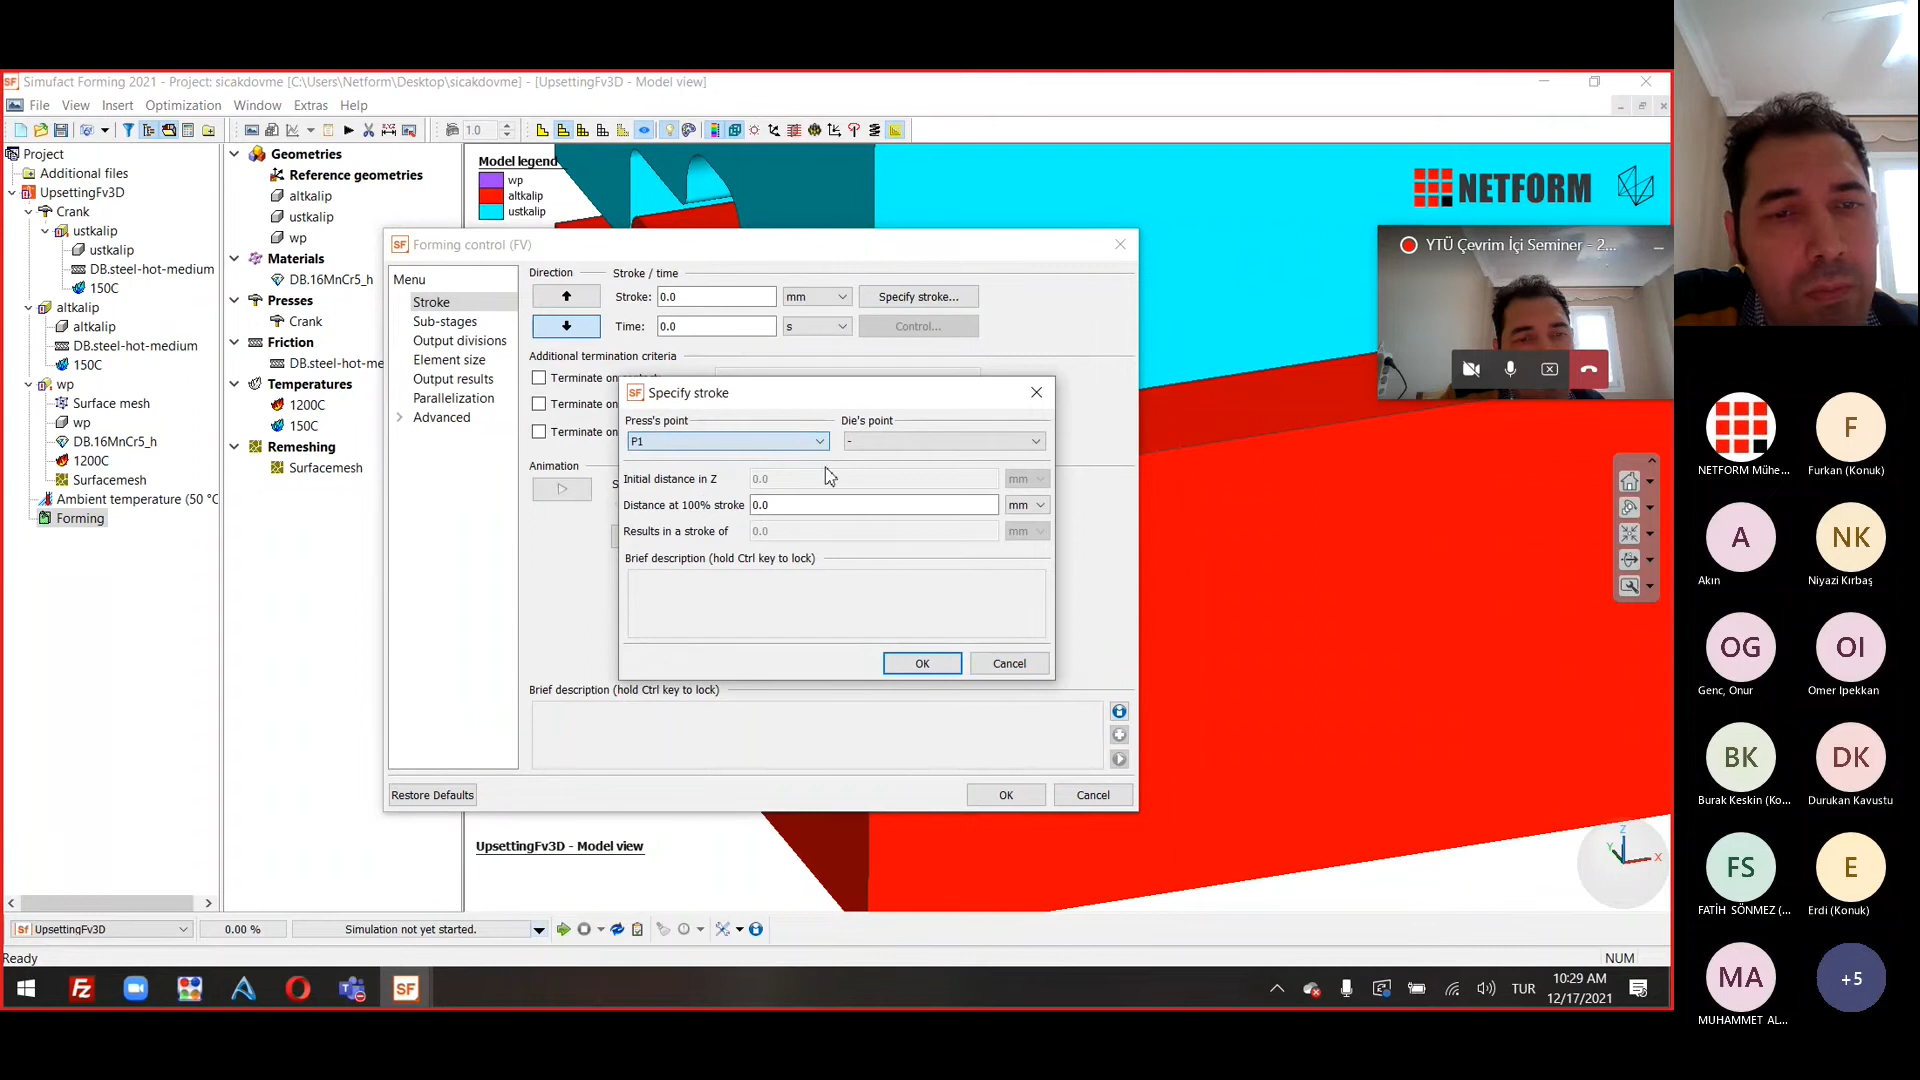 Simufact Forming 2021 - Project: sicakdovme [C:\Users\Netform\Desktop\sicakdovme] - [UpsettingFv3D - Model view]
File View Insert Optimization Window Extras Help
1.0
Project
Additional files
UpsettingFv3D
Crank
ustkalip
ustkalip
DB.steel-hot-medium
150C
altkalip
altkalip
DB.steel-hot-medium
150C
wp
Surface mesh
wp
DB.16MnCr5_h
1200C
Surfacemesh
Ambient temperature (50 °C
Forming
Geometries
Reference geometries
altkalip
ustkalip
wp
Materials
DB.16MnCr5_h
Presses
Crank
Friction
DB.steel-hot-me
Temperatures
1200C
150C
Remeshing
Surfacemesh
Model legend
wp
altkalip
ustkalip
NETFORM
Forming control (FV)
Menu
Stroke
Sub-stages
Output divisions
Element size
Output results
Parallelization
Advanced
Direction
Stroke / time
Stroke: 0.0 mm Specify stroke...
Time: 0.0 s Control...
Additional termination criteria
Terminate on
Terminate on
Terminate on
Animation
Specify stroke
Press's point
Die's point
P1
-
Initial distance in Z 0.0 mm
Distance at 100% stroke 0.0 mm
Results in a stroke of 0.0 mm
Brief description (hold Ctrl key to lock)
OK Cancel
Brief description (hold Ctrl key to lock)
Restore Defaults OK Cancel
UpsettingFv3D - Model view
Z
Y
X
UpsettingFv3D 0.00 % Simulation not yet started.
Ready
NUM
TUR
10:29 AM
12/17/2021
YTÜ Çevrim İçi Seminer - 2...
NETFORM Mühe...
F
Furkan (Konuk)
A
Akın
NK
Niyazi Kırbaş
OG
Genc, Onur
OI
Omer Ipekkan
BK
Burak Keskin (Ko...
DK
Durukan Kavustu
FS
FATİH SÖNMEZ (...
E
Erdi (Konuk)
MA
MUHAMMET AL...
+5